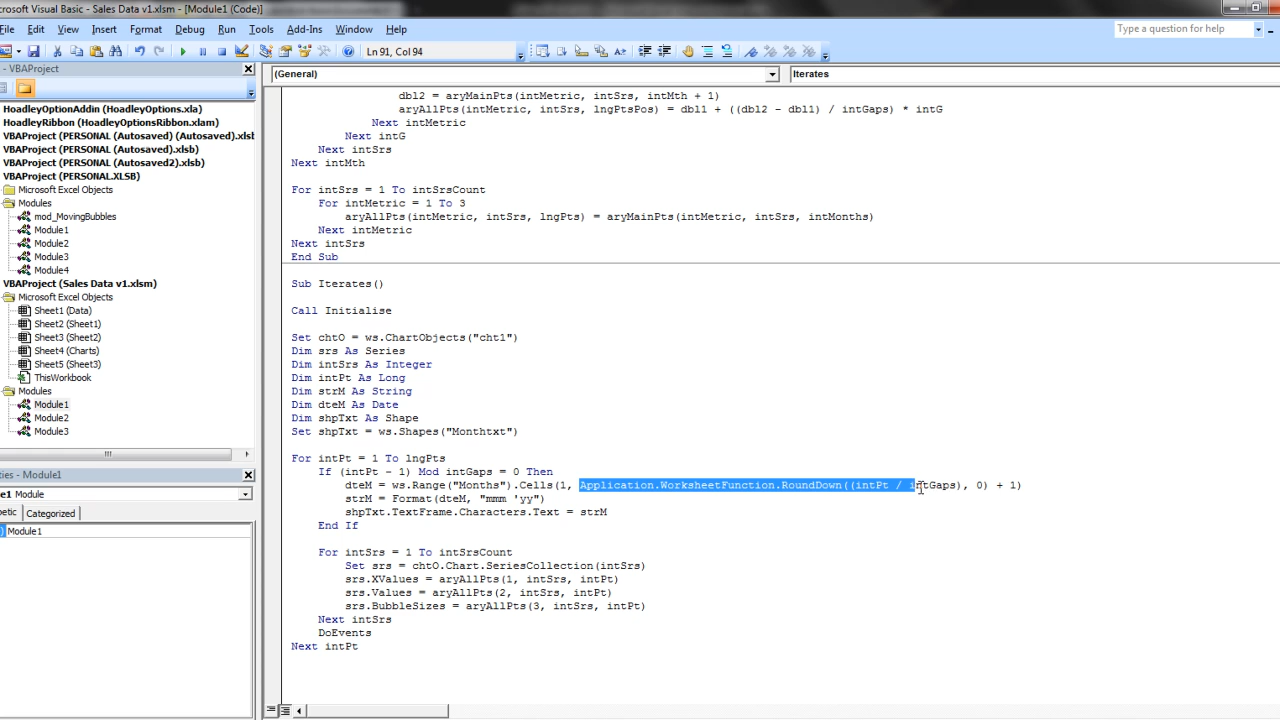 crosoft Visual Basic - Sales Data v1.xlsm - [Module1 (Code)]
File Edit View Insert Format Debug Run Tools Add-Ins Window Help
Type a question for help
Ln 91, Col 94
- VBAProject
HoadleyOptionAddin (HoadleyOptions.xla)
HoadleyRibbon (HoadleyOptionsRibbon.xlam)
VBAProject (PERSONAL (Autosaved) (Autosaved).xlsb
VBAProject (PERSONAL (Autosaved).xlsb)
VBAProject (PERSONAL (Autosaved2).xlsb)
VBAProject (PERSONAL.XLSB)
Microsoft Excel Objects
Modules
mod_MovingBubbles
Module1
Module2
Module3
Module4
VBAProject (Sales Data v1.xlsm)
Microsoft Excel Objects
Sheet1 (Data)
Sheet2 (Sheet1)
Sheet3 (Sheet2)
Sheet4 (Charts)
Sheet5 (Sheet3)
ThisWorkbook
Modules
Module1
Module2
Module3
ties - Module1
e1 Module
etic Categorized
) Module1
(General)
Iterates
dbl2 = aryMainPts(intMetric, intSrs, intMth + 1)
aryAllPts(intMetric, intSrs, lngPtsPos) = dbl1 + ((dbl2 - dbl1) / intGaps) * intG
Next intMetric
Next intG
Next intSrs
Next intMth
For intSrs = 1 To intSrsCount
For intMetric = 1 To 3
aryAllPts(intMetric, intSrs, lngPts) = aryMainPts(intMetric, intSrs, intMonths)
Next intMetric
Next intSrs
End Sub
Sub Iterates()
Call Initialise
Set chtO = ws.ChartObjects("cht1")
Dim srs As Series
Dim intSrs As Integer
Dim intPt As Long
Dim strM As String
Dim dteM As Date
Dim shpTxt As Shape
Set shpTxt = ws.Shapes("Monthtxt")
For intPt = 1 To lngPts
If (intPt - 1) Mod intGaps = 0 Then
dteM = ws.Range("Months").Cells(1, Application.WorksheetFunction.RoundDown((intPt / intGaps), 0) + 1)
strM = Format(dteM, "mmm 'yy")
shpTxt.TextFrame.Characters.Text = strM
End If
For intSrs = 1 To intSrsCount
Set srs = chtO.Chart.SeriesCollection(intSrs)
srs.XValues = aryAllPts(1, intSrs, intPt)
srs.Values = aryAllPts(2, intSrs, intPt)
srs.BubbleSizes = aryAllPts(3, intSrs, intPt)
Next intSrs
DoEvents
Next intPt